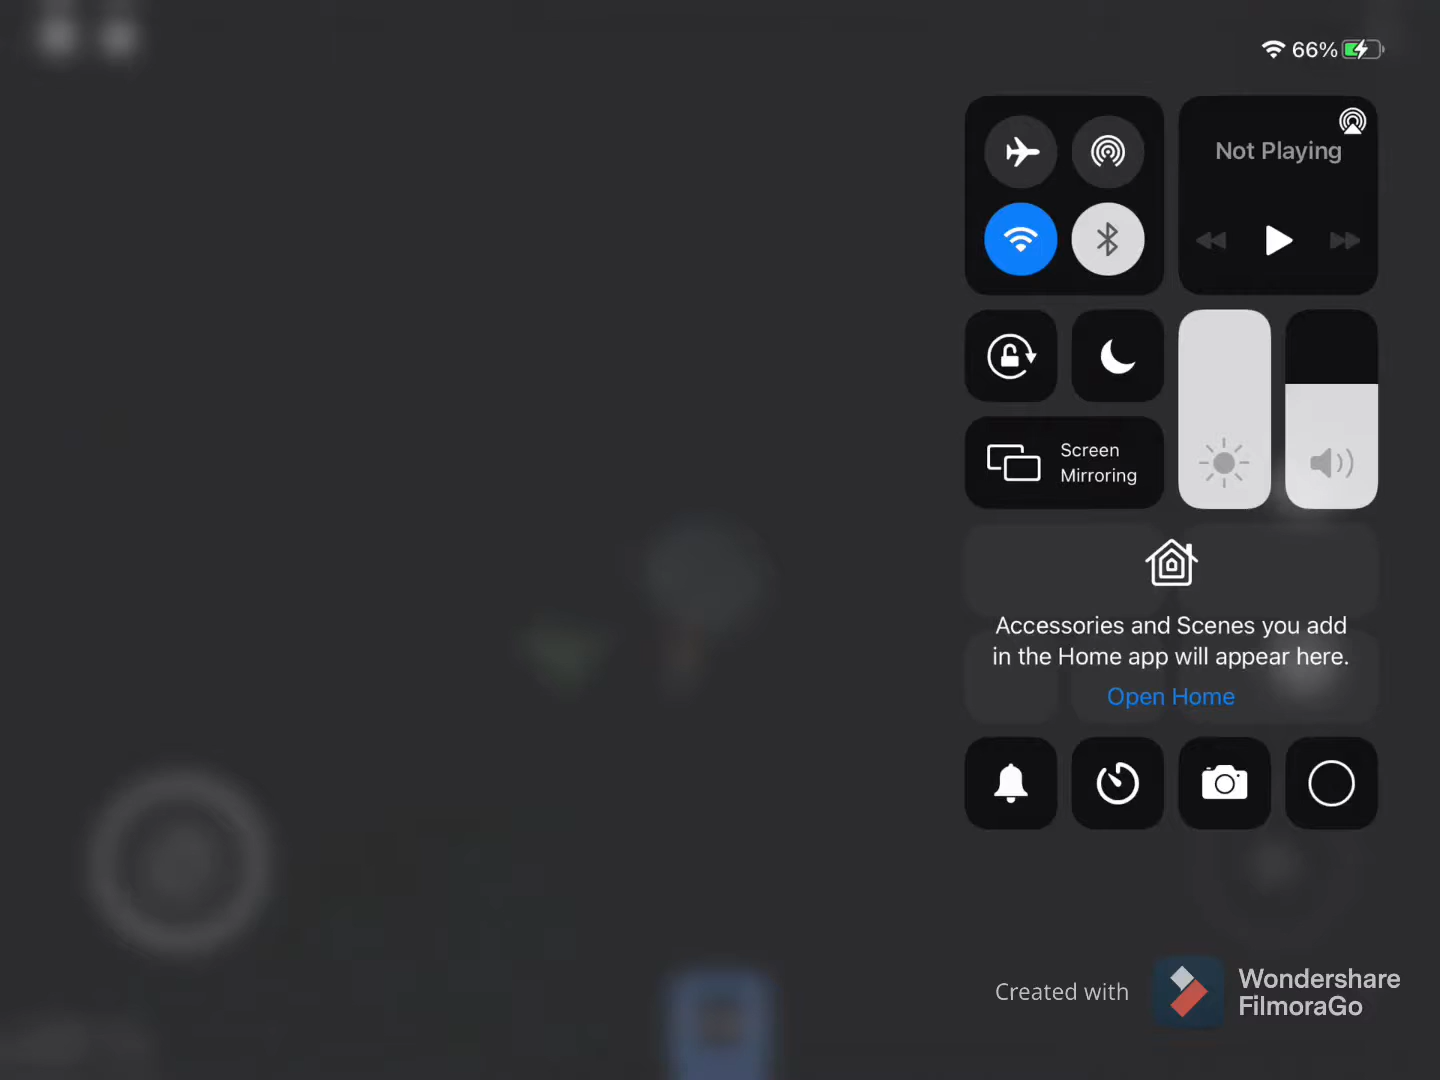 66%
Not Playing
Screen
Mirroring
Accessories and Scenes you add
in the Home app will appear here.
Open Home
Created with
Wondershare
FilmoraGo